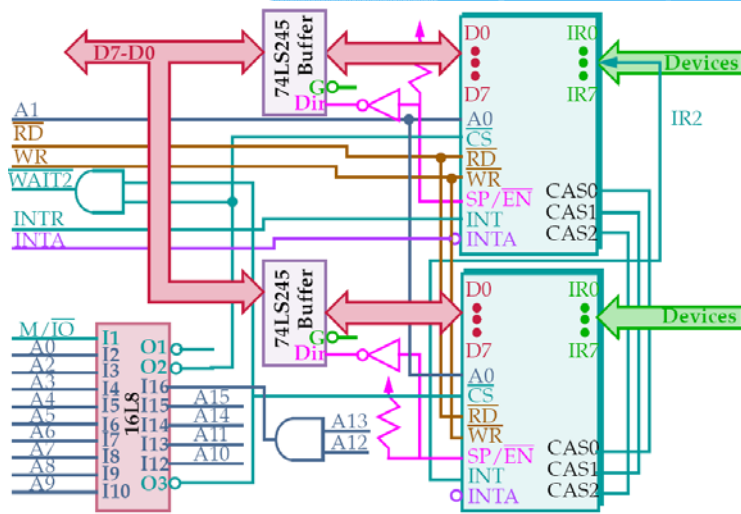 D7-D0
74LS245
Buffer
G
Dir
D0
D7
IR0
IR7
Devices
IR2
A1
RD
WR
WAIT2
INTR
INTA
A0
CS
RD
WR
SP/EN
INT
INTA
CAS0
CAS1
CAS2
74LS245
Buffer
G
Dir
D0
D7
IR0
IR7
Devices
A0
CS
RD
WR
SP/EN
INT
INTA
CAS0
CAS1
CAS2
M/IO
A0
A2
A3
A4
A5
A6
A7
A8
A9
I1
I2
I3
I4
I5
I6
I7
I8
I9
I10
16L8
O1
O2
I16
I15
I14
I13
I12
O3
A15
A14
A11
A10
A13
A12